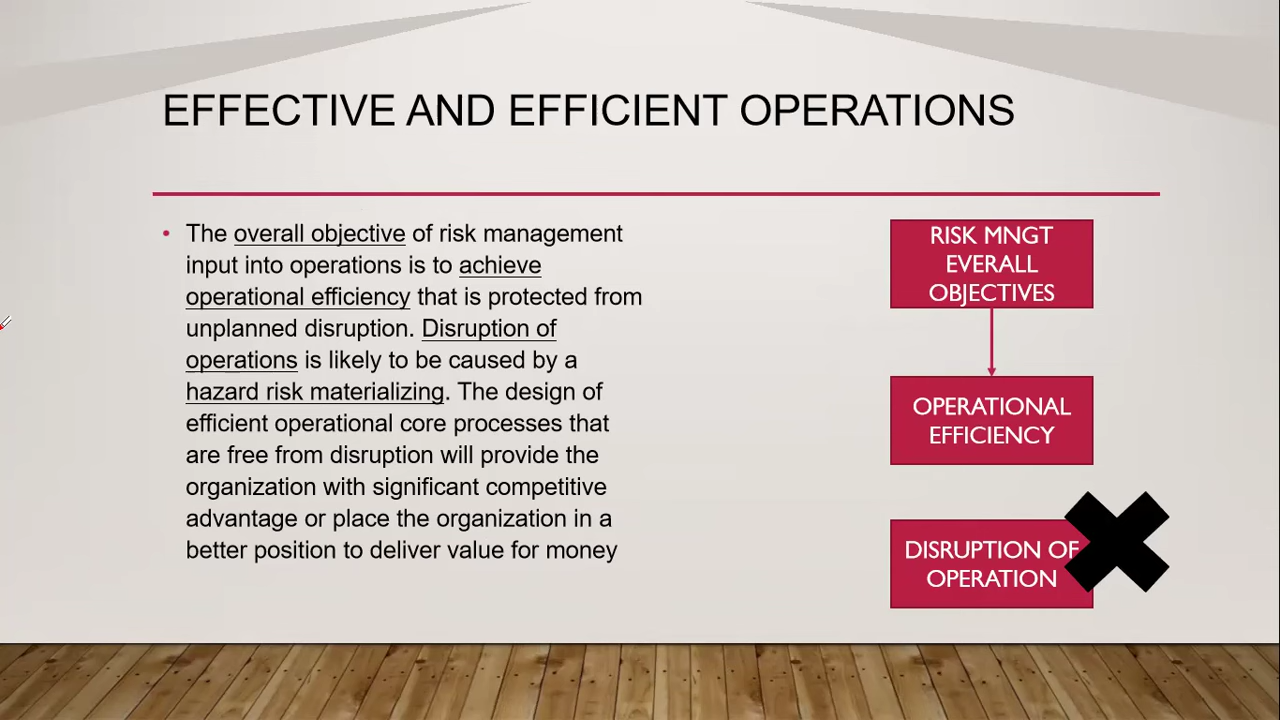 EFFECTIVE AND EFFICIENT OPERATIONS
• The overall objective of risk management
input into operations is to achieve
operational efficiency that is protected from
unplanned disruption. Disruption of
operations is likely to be caused by a
hazard risk materializing. The design of
efficient operational core processes that
are free from disruption will provide the
organization with significant competitive
advantage or place the organization in a
better position to deliver value for money
RISK MNGT
EVERALL
OBJECTIVES
OPERATIONAL
EFFICIENCY
DISRUPTION OF
OPERATION